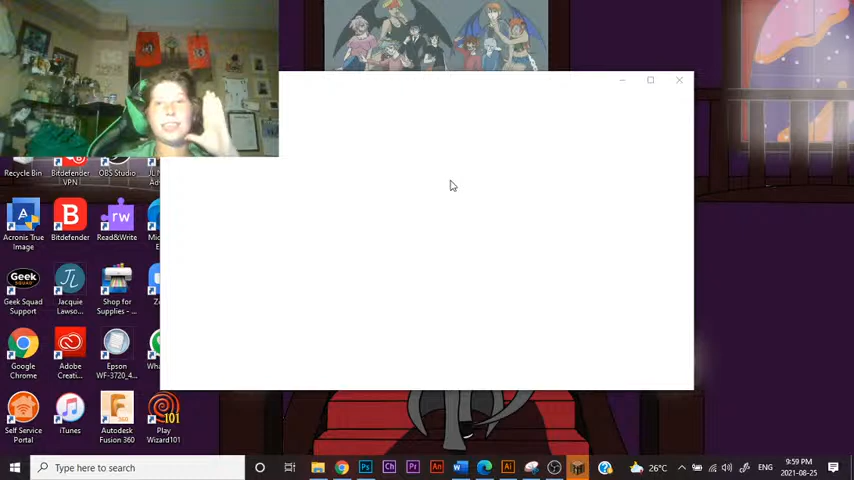 Recycle Bin
Bitdefender VPN
OBS Studio
Acronis True Image
Bitdefender
Read&Write
Geek Squad Support
Jacquie Lawso...
Shop for Supplies - ...
Google Chrome
Adobe Creati...
Epson WF-3720_4...
Self Service Portal
iTunes
Autodesk Fusion 360
Play Wizard101
Type here to search
26°C
ENG
9:59 PM
2021-08-25